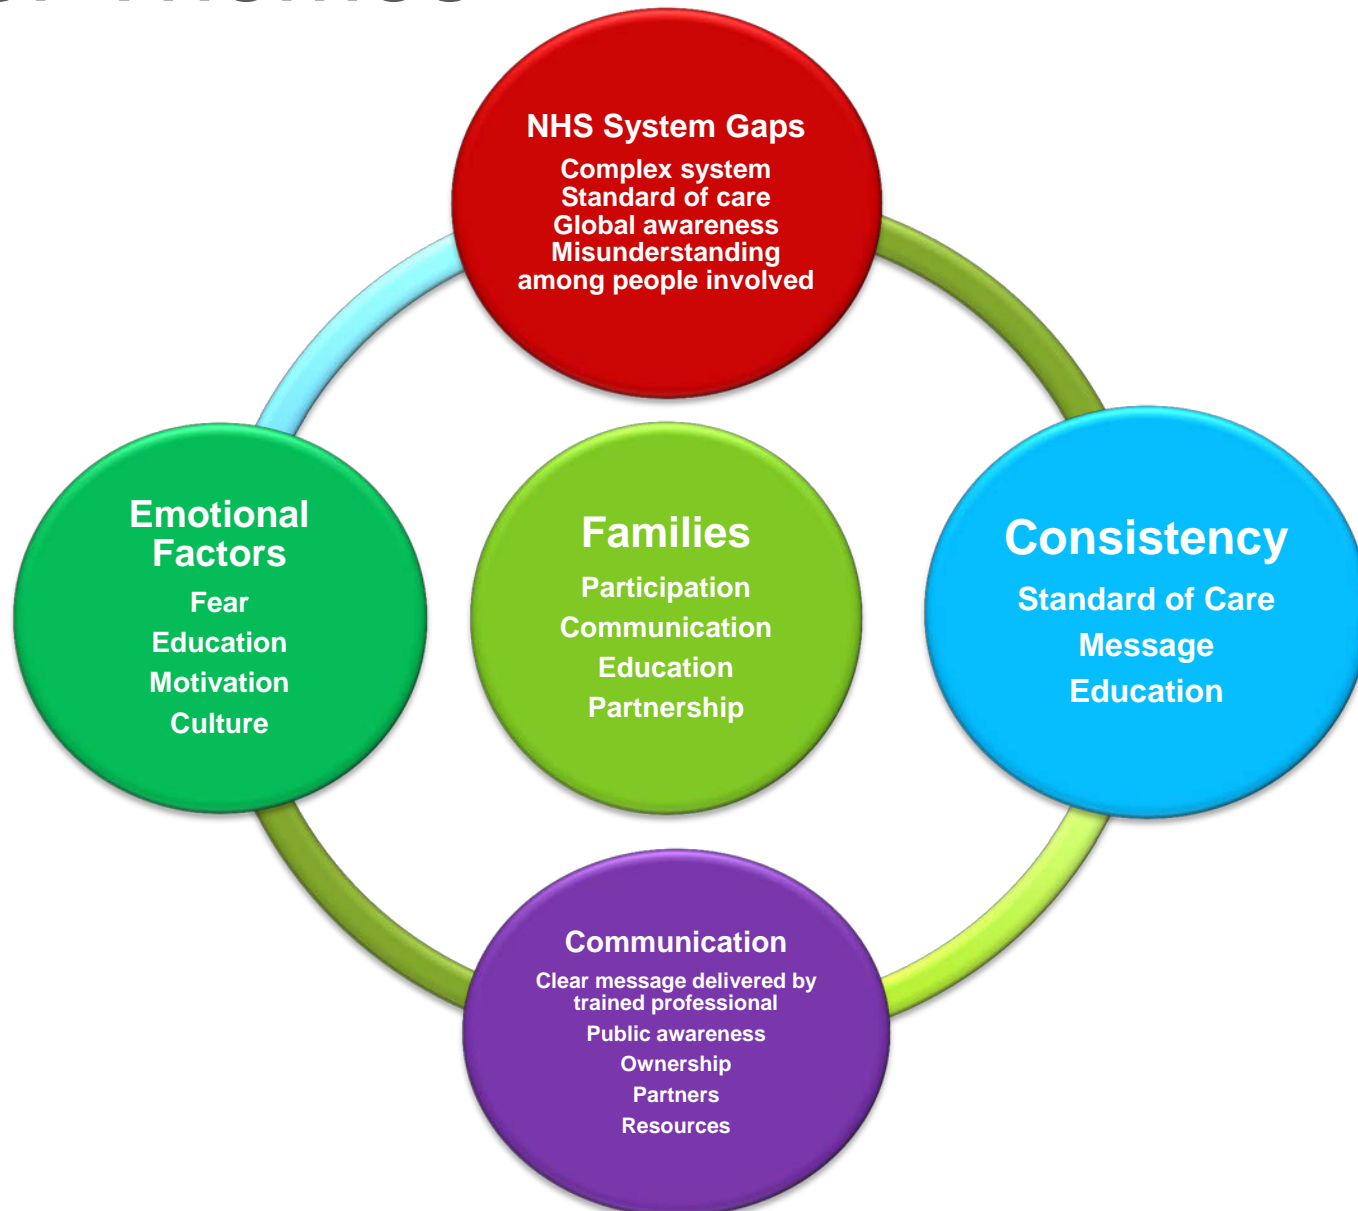 Themes
NHS System Gaps
Complex system
Standard of care
Global awareness
Misunderstanding
among people involved
Emotional
Factors
Fear
Education
Motivation
Culture
Families
Participation
Communication
Education
Partnership
Consistency
Standard of Care
Message
Education
Communication
Clear message delivered by
trained professional
Public awareness
Ownership
Partners
Resources